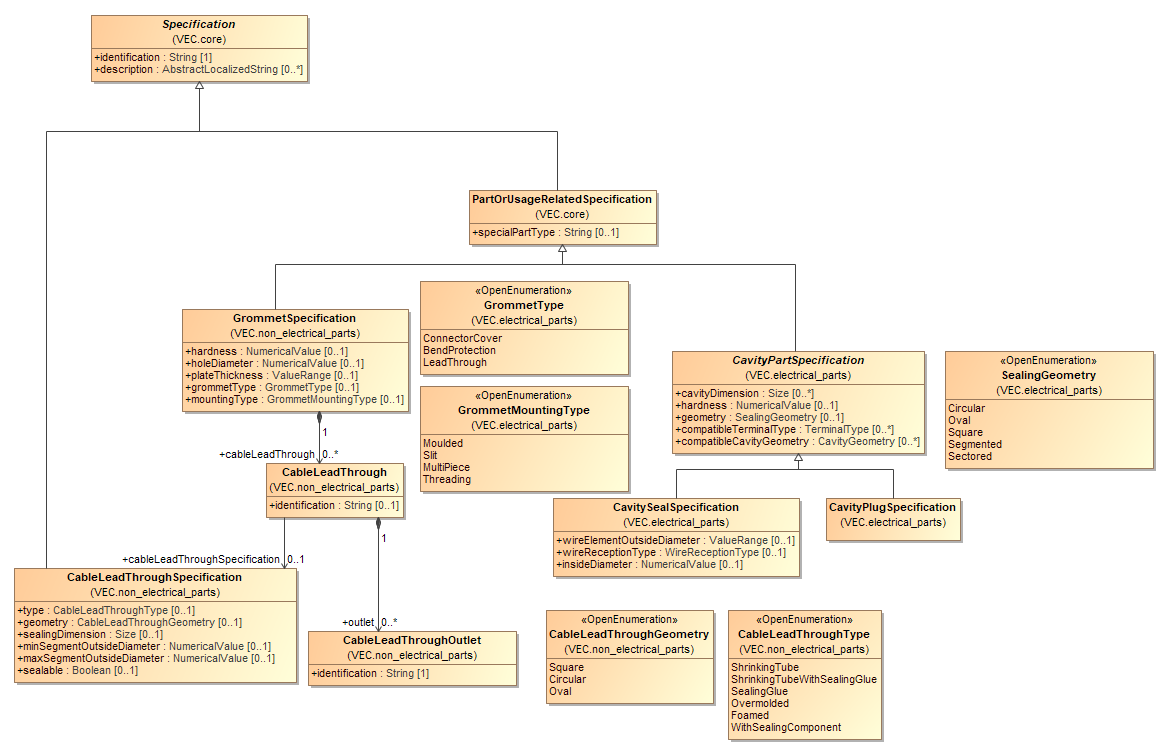 Specification
(VEC.core)
+identification : String [1]
+description : AbstractLocalizedString [0..*]
PartOrUsageRelatedSpecification
(VEC.core)
+specialPartType : String [0..1]
GrommetSpecification
(VEC.non_electrical_parts)
+hardness : NumericalValue [0..1]
+holeDiameter : NumericalValue [0..1]
+plateThickness : ValueRange [0..1]
+grommetType : GrommetType [0..1]
+mountingType : GrommetMountingType [0..1]
«OpenEnumeration»
GrommetType
(VEC.electrical_parts)
ConnectorCover
BendProtection
LeadThrough
«OpenEnumeration»
GrommetMountingType
(VEC.electrical_parts)
Moulded
Slit
MultiPiece
Threading
CavityPartSpecification
(VEC.electrical_parts)
+cavityDimension : Size [0..*]
+hardness : NumericalValue [0..1]
+geometry : SealingGeometry [0..1]
+compatibleTerminalType : TerminalType [0..*]
+compatibleCavityGeometry : CavityGeometry [0..*]
«OpenEnumeration»
SealingGeometry
(VEC.electrical_parts)
Circular
Oval
Square
Segmented
Sectored
1
+cableLeadThrough 0..*
CableLeadThrough
(VEC.non_electrical_parts)
+identification : String [0..1]
CavitySealSpecification
(VEC.electrical_parts)
+wireElementOutsideDiameter : ValueRange [0..1]
+wireReceptionType : WireReceptionType [0..1]
+insideDiameter : NumericalValue [0..1]
CavityPlugSpecification
(VEC.electrical_parts)
1
+cableLeadThroughSpecification 0..1
CableLeadThroughSpecification
(VEC.non_electrical_parts)
+type : CableLeadThroughType [0..1]
+geometry : CableLeadThroughGeometry [0..1]
+sealingDimension : Size [0..1]
+minSegmentOutsideDiameter : NumericalValue [0..1]
+maxSegmentOutsideDiameter : NumericalValue [0..1]
+sealable : Boolean [0..1]
+outlet 0..*
CableLeadThroughOutlet
(VEC.non_electrical_parts)
+identification : String [1]
«OpenEnumeration»
CableLeadThroughGeometry
(VEC.non_electrical_parts)
Square
Circular
Oval
«OpenEnumeration»
CableLeadThroughType
(VEC.non_electrical_parts)
ShrinkingTube
ShrinkingTubeWithSealingGlue
SealingGlue
Overmolded
Foamed
WithSealingComponent